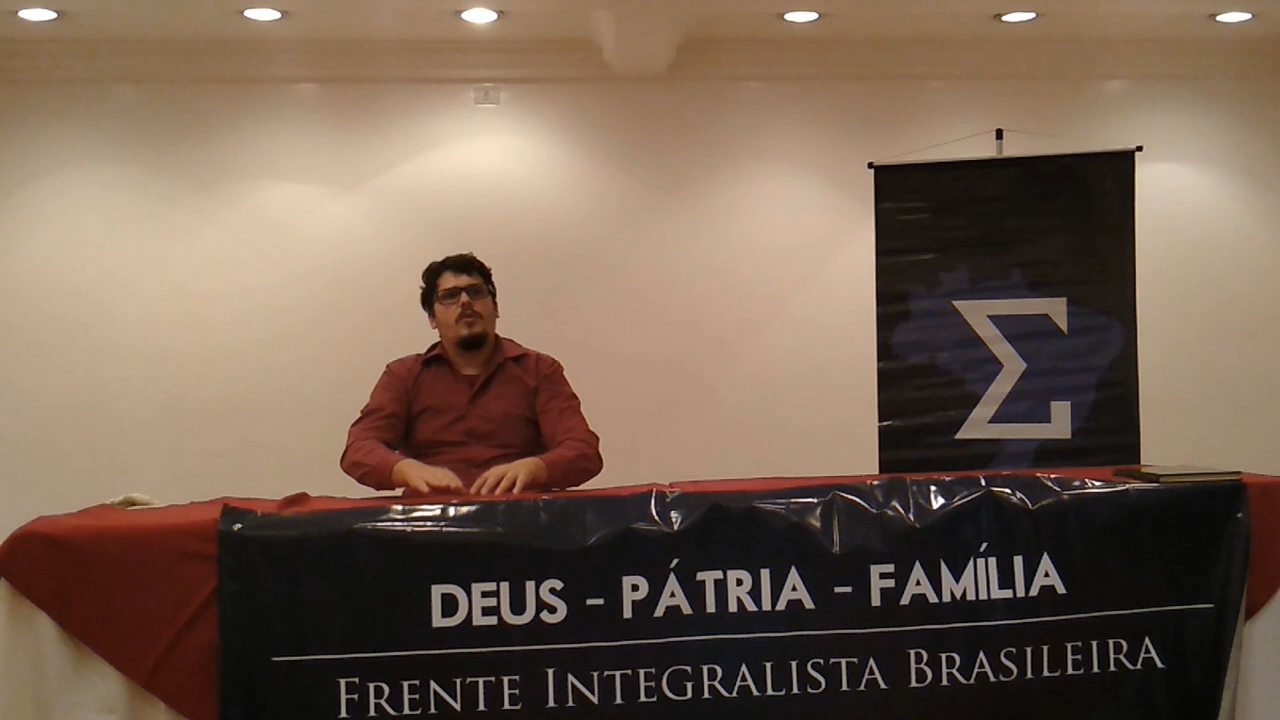 Σ
DEUS - PÁTRIA - FAMÍLIA
FRENTE INTEGRALISTA BRASILEIRA